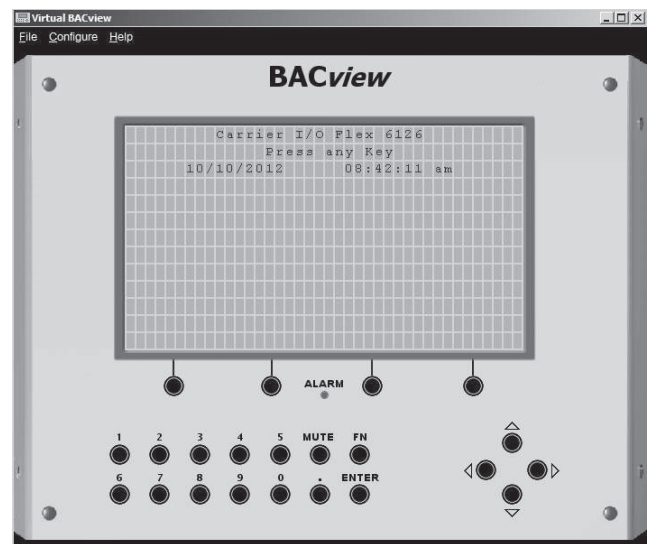 Virtual BACview
File Configure Help
BACview
Carrier I/O Flex 6126
Press any Key
10/10/2012 08:42:11 am
ALARM
1 2 3 4 5 MUTE FN
6 7 8 9 0 . ENTER